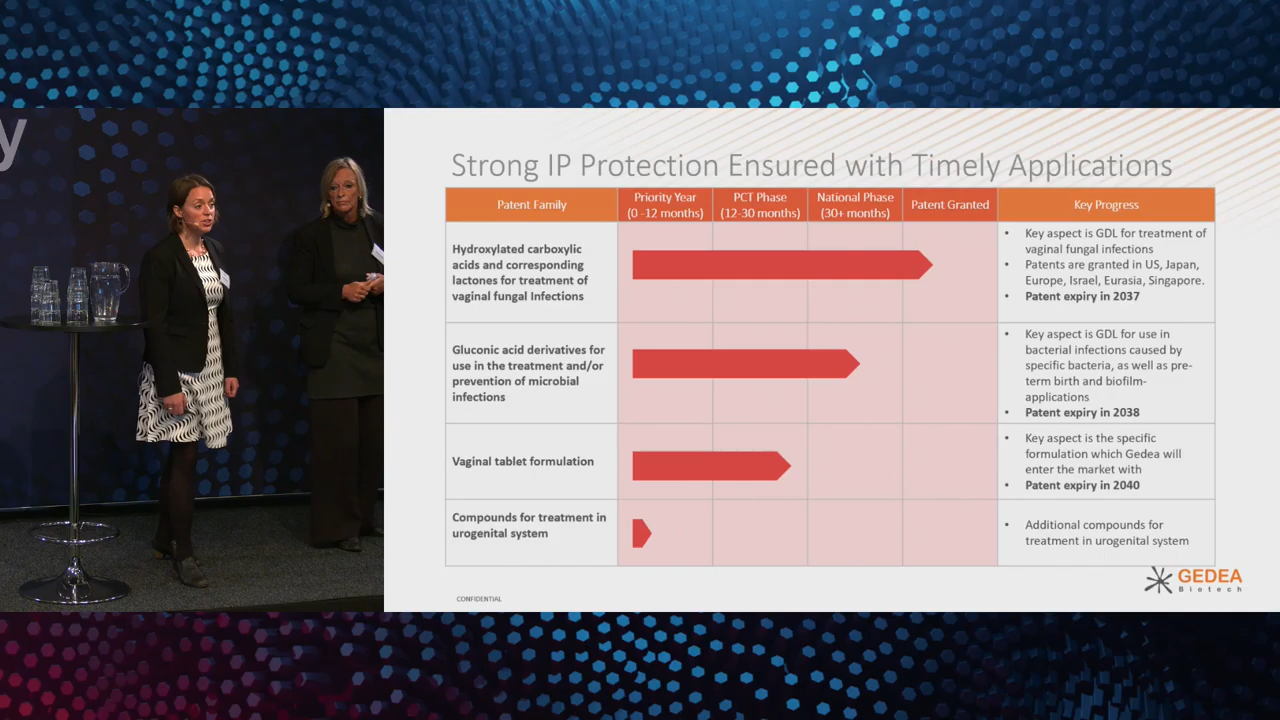 y
Strong IP Protection Ensured with Timely Applications
Patent Family
Priority Year
(0 -12 months)
PCT Phase
(12-30 months)
National Phase
(30+ months)
Patent Granted
Key Progress
Hydroxylated carboxylic
acids and corresponding
lactones for treatment of
vaginal fungal Infections
• Key aspect is GDL for treatment of
vaginal fungal infections
• Patents are granted in US, Japan,
Europe, Israel, Eurasia, Singapore.
• Patent expiry in 2037
Gluconic acid derivatives for
use in the treatment and/or
prevention of microbial
infections
• Key aspect is GDL for use in
bacterial infections caused by
specific bacteria, as well as pre-
term birth and biofilm-
applications
• Patent expiry in 2038
Vaginal tablet formulation
• Key aspect is the specific
formulation which Gedea will
enter the market with
• Patent expiry in 2040
Compounds for treatment in
urogenital system
• Additional compounds for
treatment in urogenital system
GEDEA
Biotech
CONFIDENTIAL